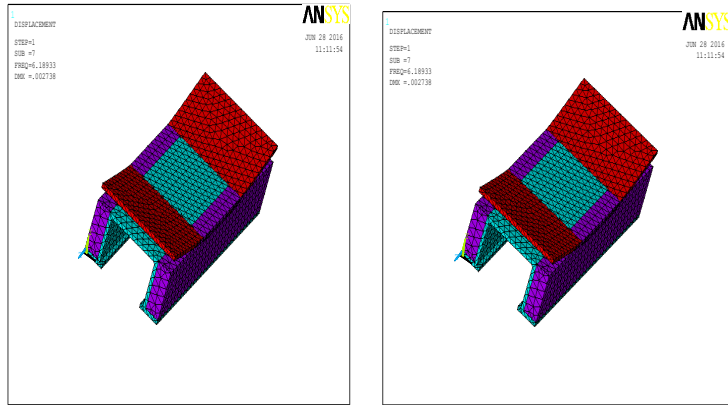 1
DISPLACEMENT
STEP=1
SUB =7
FREQ=6.18933
DMX =.002738
ANSYS
JUN 28 2016
11:11:54
1
DISPLACEMENT
STEP=1
SUB =7
FREQ=6.18933
DMX =.002738
ANSYS
JUN 28 2016
11:11:54